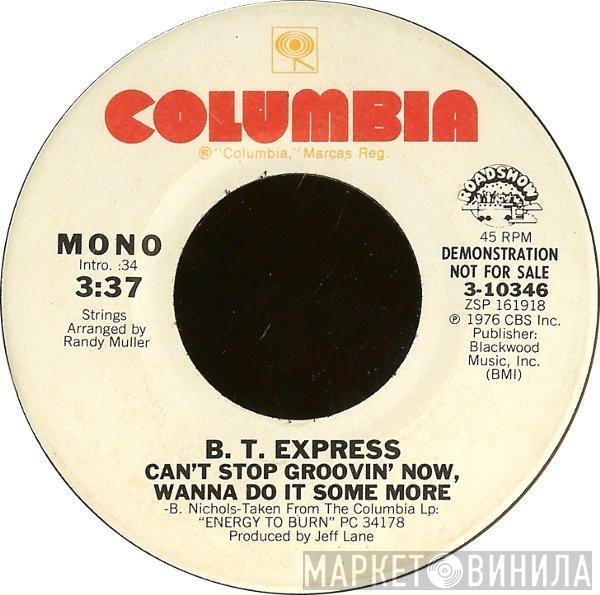 COLUMBIA
® "Columbia," Marcas Reg.
ROADSHOW
MONO
Intro. :34
3:37
Strings
Arranged by
Randy Muller
45 RPM
DEMONSTRATION
NOT FOR SALE
3-10346
ZSP 161918
℗ 1976 CBS Inc.
Publisher:
Blackwood
Music, Inc.
(BMI)
B. T. EXPRESS
CAN'T STOP GROOVIN' NOW,
WANNA DO IT SOME MORE
-B. Nichols-Taken From The Columbia Lp:
"ENERGY TO BURN" PC 34178
Produced by Jeff Lane
МАРКЕТ ВИНИЛА